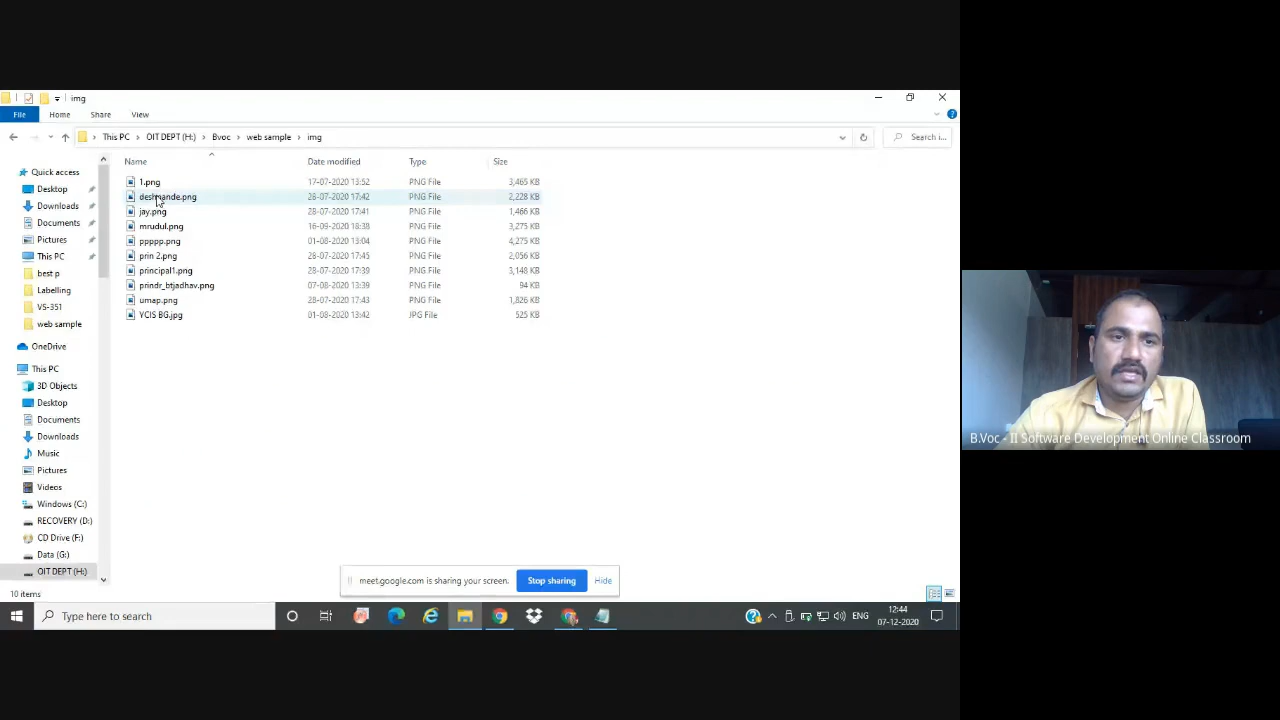 img
File Home Share View
This PC > OIT DEPT (H:) > Bvoc > web sample > img
Search i...
Name Date modified Type Size
1.png 17-07-2020 13:52 PNG File 3,465 KB
deshmande.png 28-07-2020 17:42 PNG File 2,228 KB
jay.png 28-07-2020 17:41 PNG File 1,466 KB
mrudul.png 16-09-2020 18:38 PNG File 3,275 KB
ppppp.png 01-08-2020 13:04 PNG File 4,275 KB
prin 2.png 28-07-2020 17:45 PNG File 2,056 KB
principal1.png 28-07-2020 17:39 PNG File 3,148 KB
prindr_btjadhav.png 07-08-2020 13:39 PNG File 94 KB
umap.png 28-07-2020 17:43 PNG File 1,826 KB
YCIS BG.jpg 01-08-2020 13:42 JPG File 525 KB
Quick access
Desktop
Downloads
Documents
Pictures
This PC
best p
Labelling
VS-351
web sample
OneDrive
This PC
3D Objects
Desktop
Documents
Downloads
Music
Pictures
Videos
Windows (C:)
RECOVERY (D:)
CD Drive (F:)
Data (G:)
OIT DEPT (H:)
10 items
meet.google.com is sharing your screen.
Stop sharing
Hide
Type here to search
ENG
12:44
07-12-2020
B.Voc - II Software Development Online Classroom